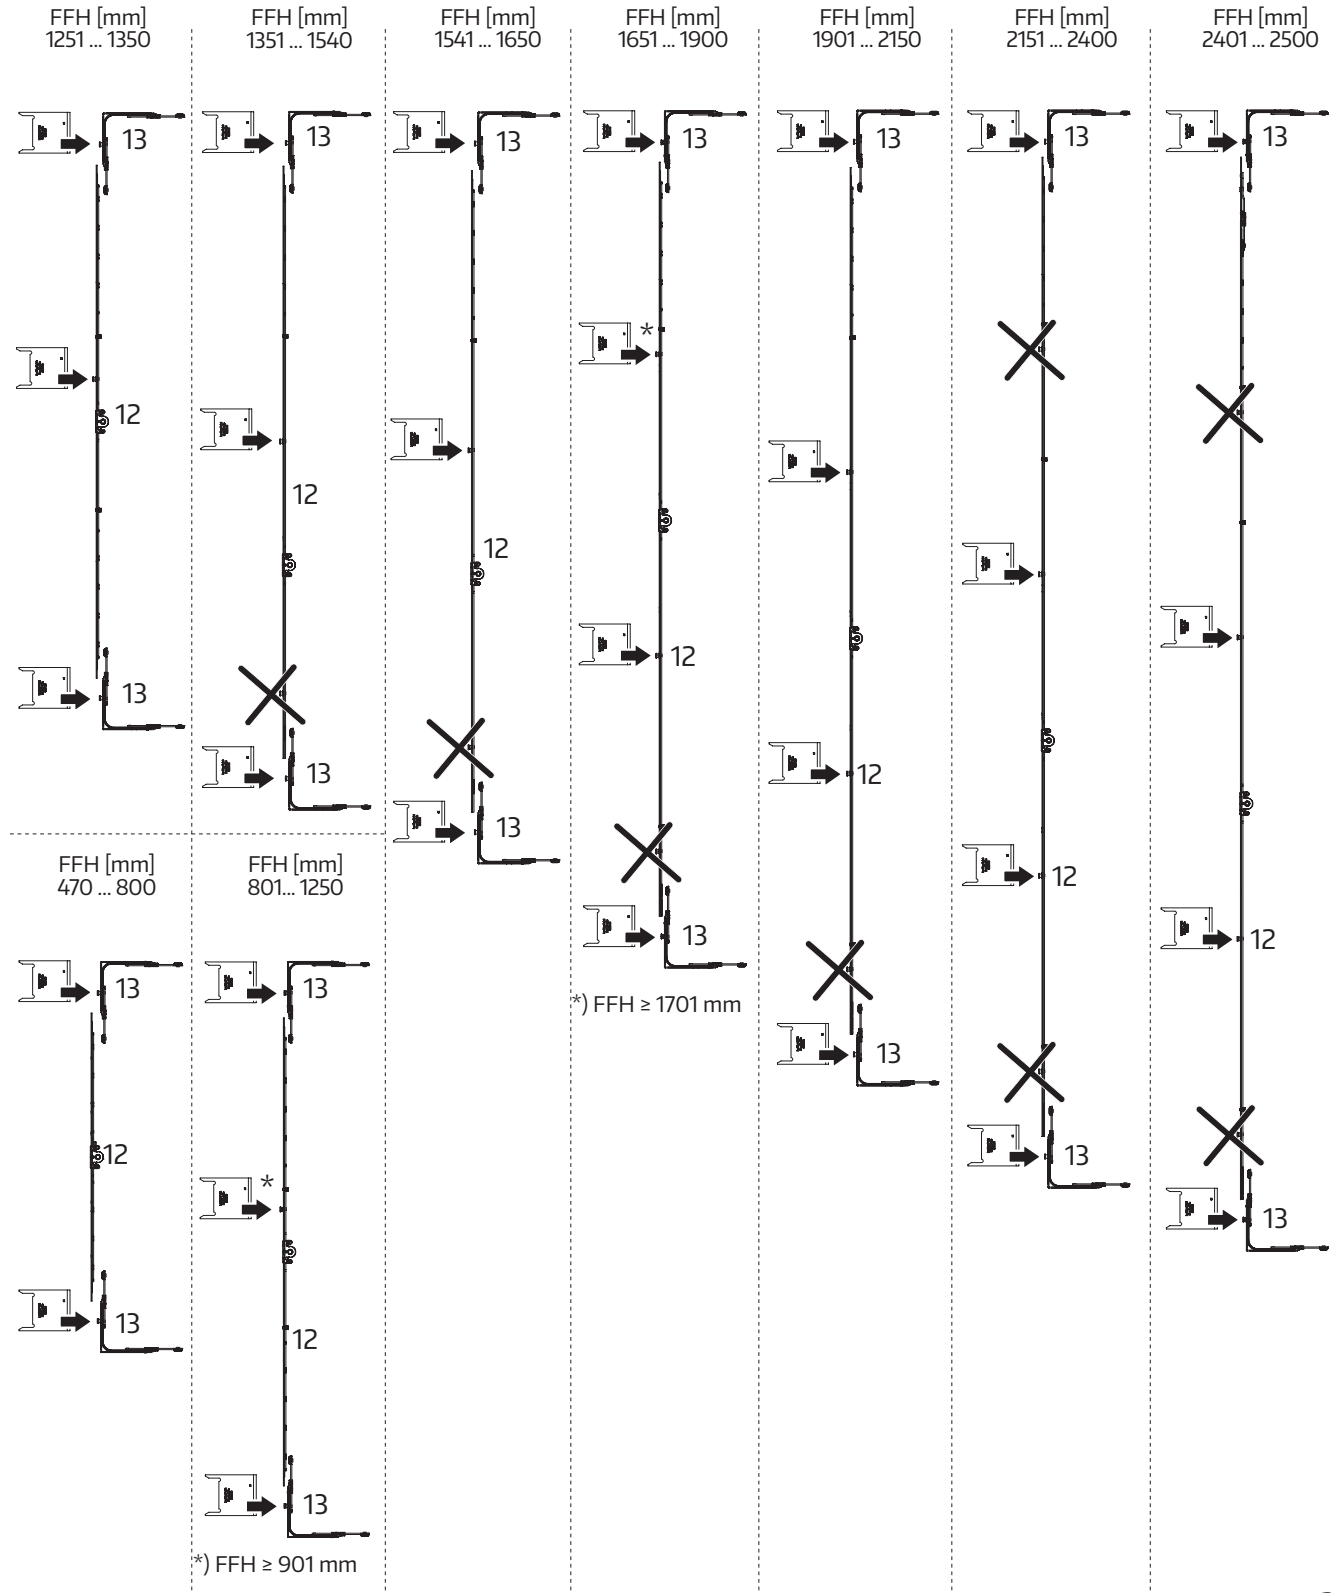 FFH [mm]
1251 ... 1350
13
12
13
FFH [mm]
1351 ... 1540
13
12
13
FFH [mm]
1541 ... 1650
13
12
13
FFH [mm]
1651 ... 1900
13
*
12
13
*) FFH ≥ 1701 mm
FFH [mm]
1901 ... 2150
13
12
13
FFH [mm]
2151 ... 2400
13
12
13
FFH [mm]
2401 ... 2500
13
12
13
FFH [mm]
470 ... 800
13
12
13
FFH [mm]
801... 1250
13
*
12
13
*) FFH ≥ 901 mm